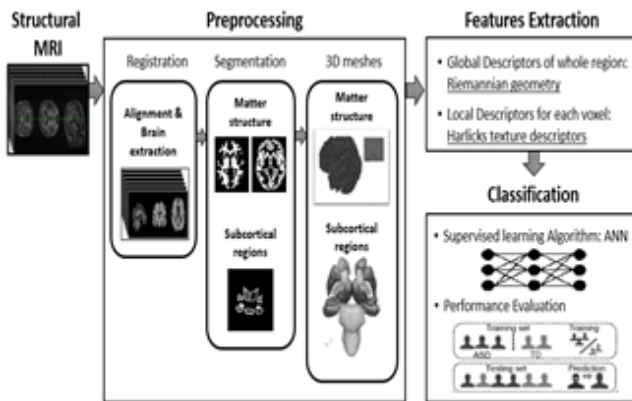 Structural
MRI
Preprocessing
Registration
Alignment &
Brain
extraction
Segmentation
Matter
structure
Subcortical
regions
3D meshes
Matter
structure
Subcortical
regions
Features Extraction
• Global Descriptors of whole region:
Riemannian geometry
• Local Descriptors for each voxel:
Harlicks texture descriptors
Classification
• Supervised learning Algorithm: ANN
• Performance Evaluation
Training set
Training
ASD
TD
Testing set
Prediction